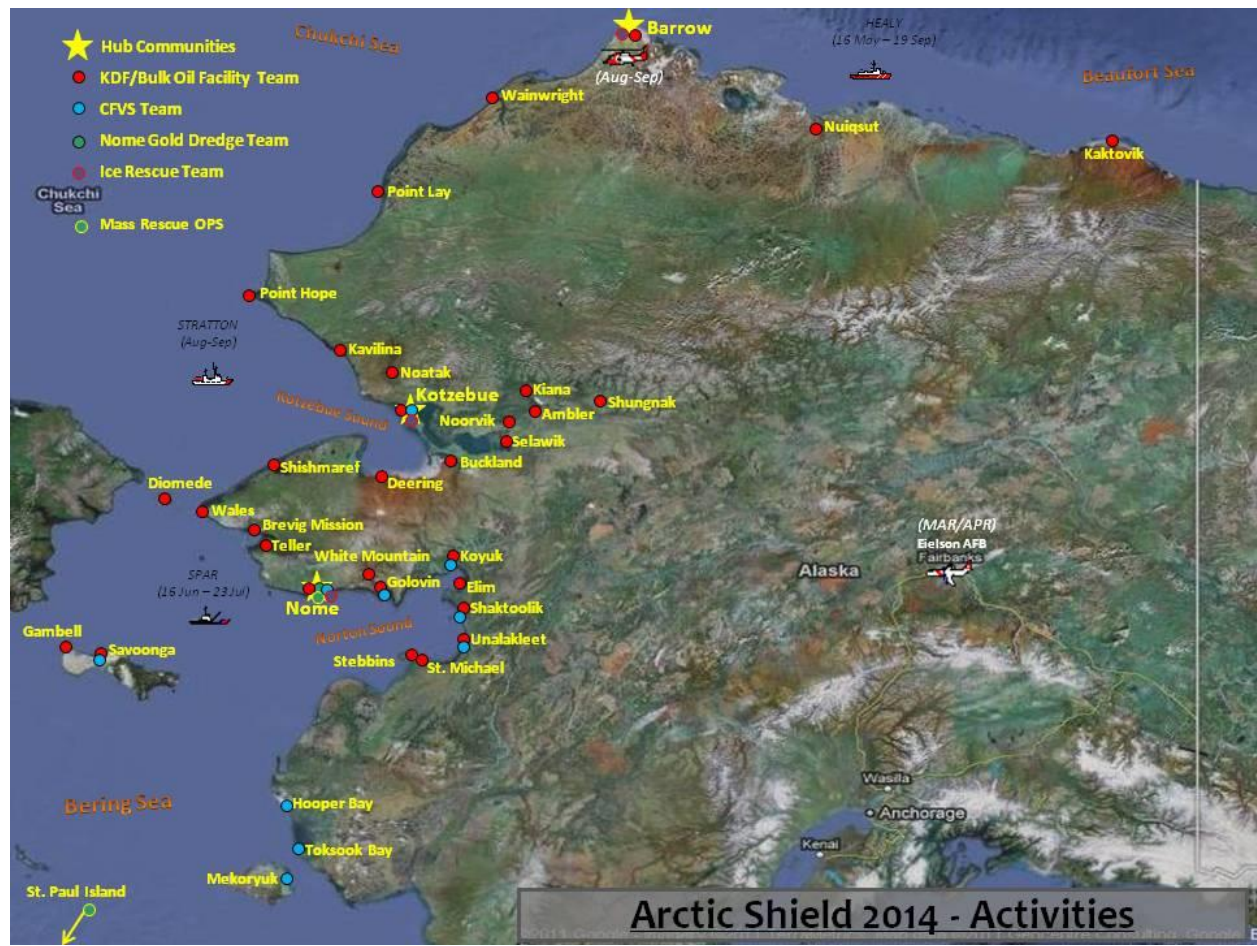 Hub Communities
KDF/Bulk Oil Facility Team
CFVS Team
Nome Gold Dredge Team
Ice Rescue Team
Mass Rescue OPS
Chukchi Sea
Chukchi
Sea
Barrow
(Aug-Sep)
HEALY
(16 May – 19 Sep)
Beaufort Sea
Wainwright
Nuiqsut
Kaktovik
Point Lay
Point Hope
STRATTON
(Aug-Sep)
Kavilina
Noatak
Kotzebue
Kotzebue Sound
Kiana
Ambler
Shungnak
Noorvik
Selawik
Buckland
Shishmaref
Deering
Diomede
Wales
Brevig Mission
Teller
White Mountain
Koyuk
Golovin
Elim
SPAR
(16 Jun – 23 Jul)
Nome
Shaktoolik
Norton Sound
Unalakleet
Gambell
Savoonga
Stebbins
St. Michael
(MAR/APR)
Eielson AFB
Fairbanks
Alaska
Bering Sea
Hooper Bay
Toksook Bay
Mekoryuk
St. Paul Island
Wasilla
Anchorage
Kenai
Arctic Shield 2014 - Activities